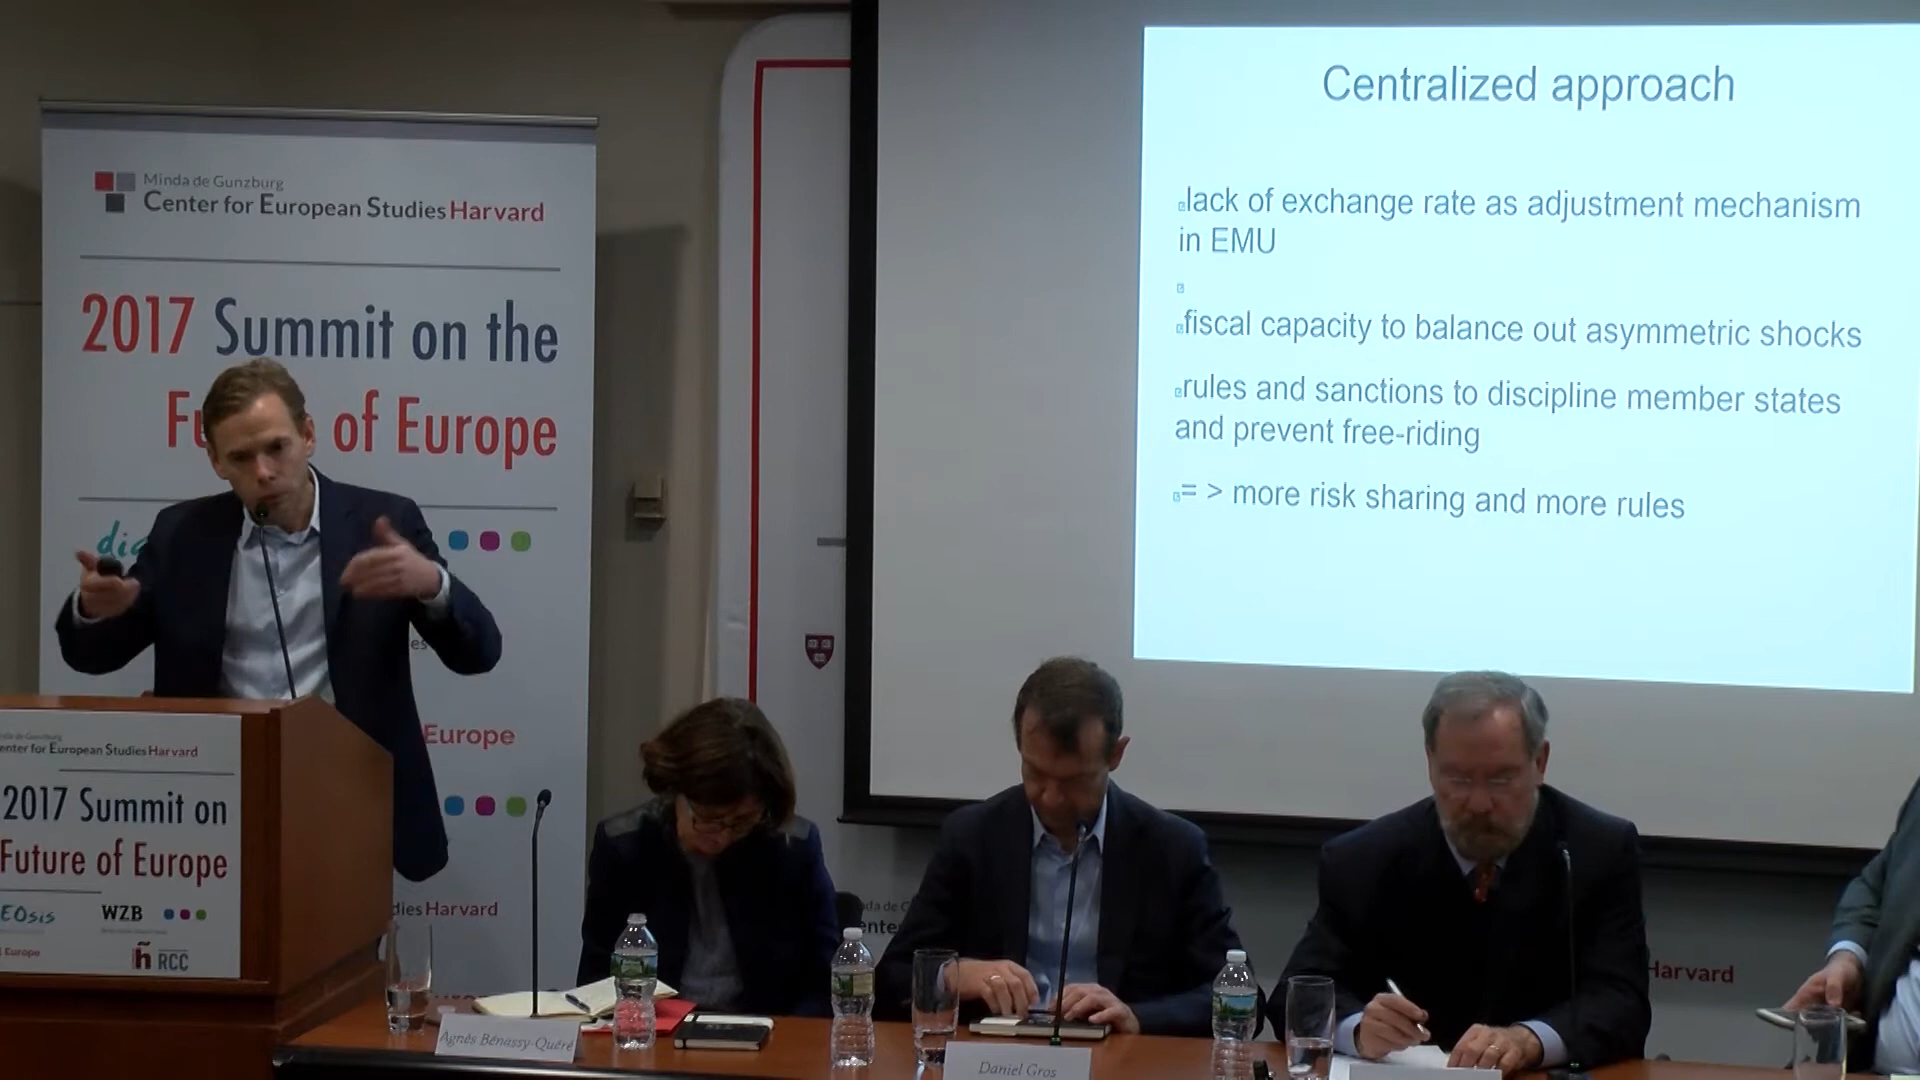 Minda de Gunzburg
Center for European Studies Harvard
2017 Summit on the
of Europe
Europe
dies Harvard
Center for European Studies Harvard
2017 Summit on
Future of Europe
WZB
Europe
RCC
Centralized approach
lack of exchange rate as adjustment mechanism
in EMU
fiscal capacity to balance out asymmetric shocks
rules and sanctions to discipline member states
and prevent free-riding
= > more risk sharing and more rules
Harvard
Agnès Bénassy-Quéré
Daniel Gros